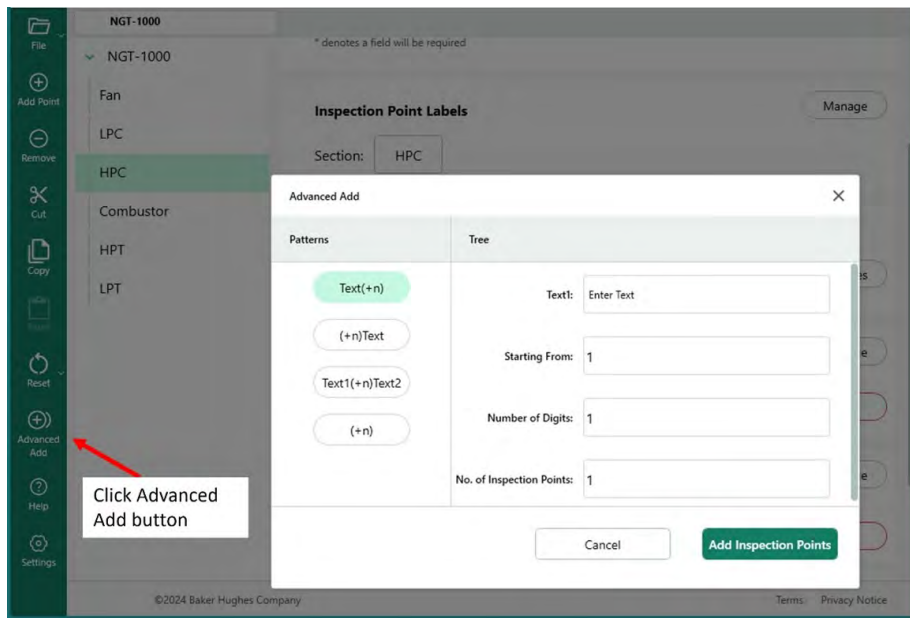 File
Add Point
Remove
Cut
Copy
Reset
Advanced
Add
Help
Settings
NGT-1000
NGT-1000
Fan
LPC
HPC
Combustor
HPT
LPT
* denotes a field will be required
Inspection Point Labels
Manage
Section: HPC
Advanced Add
Patterns
Tree
Text(+n)
(+n)Text
Text1(+n)Text2
(+n)
Text1: Enter Text
Starting From: 1
Number of Digits: 1
No. of Inspection Points: 1
Cancel
Add Inspection Points
Click Advanced
Add button
©2024 Baker Hughes Company
Terms Privacy Notice